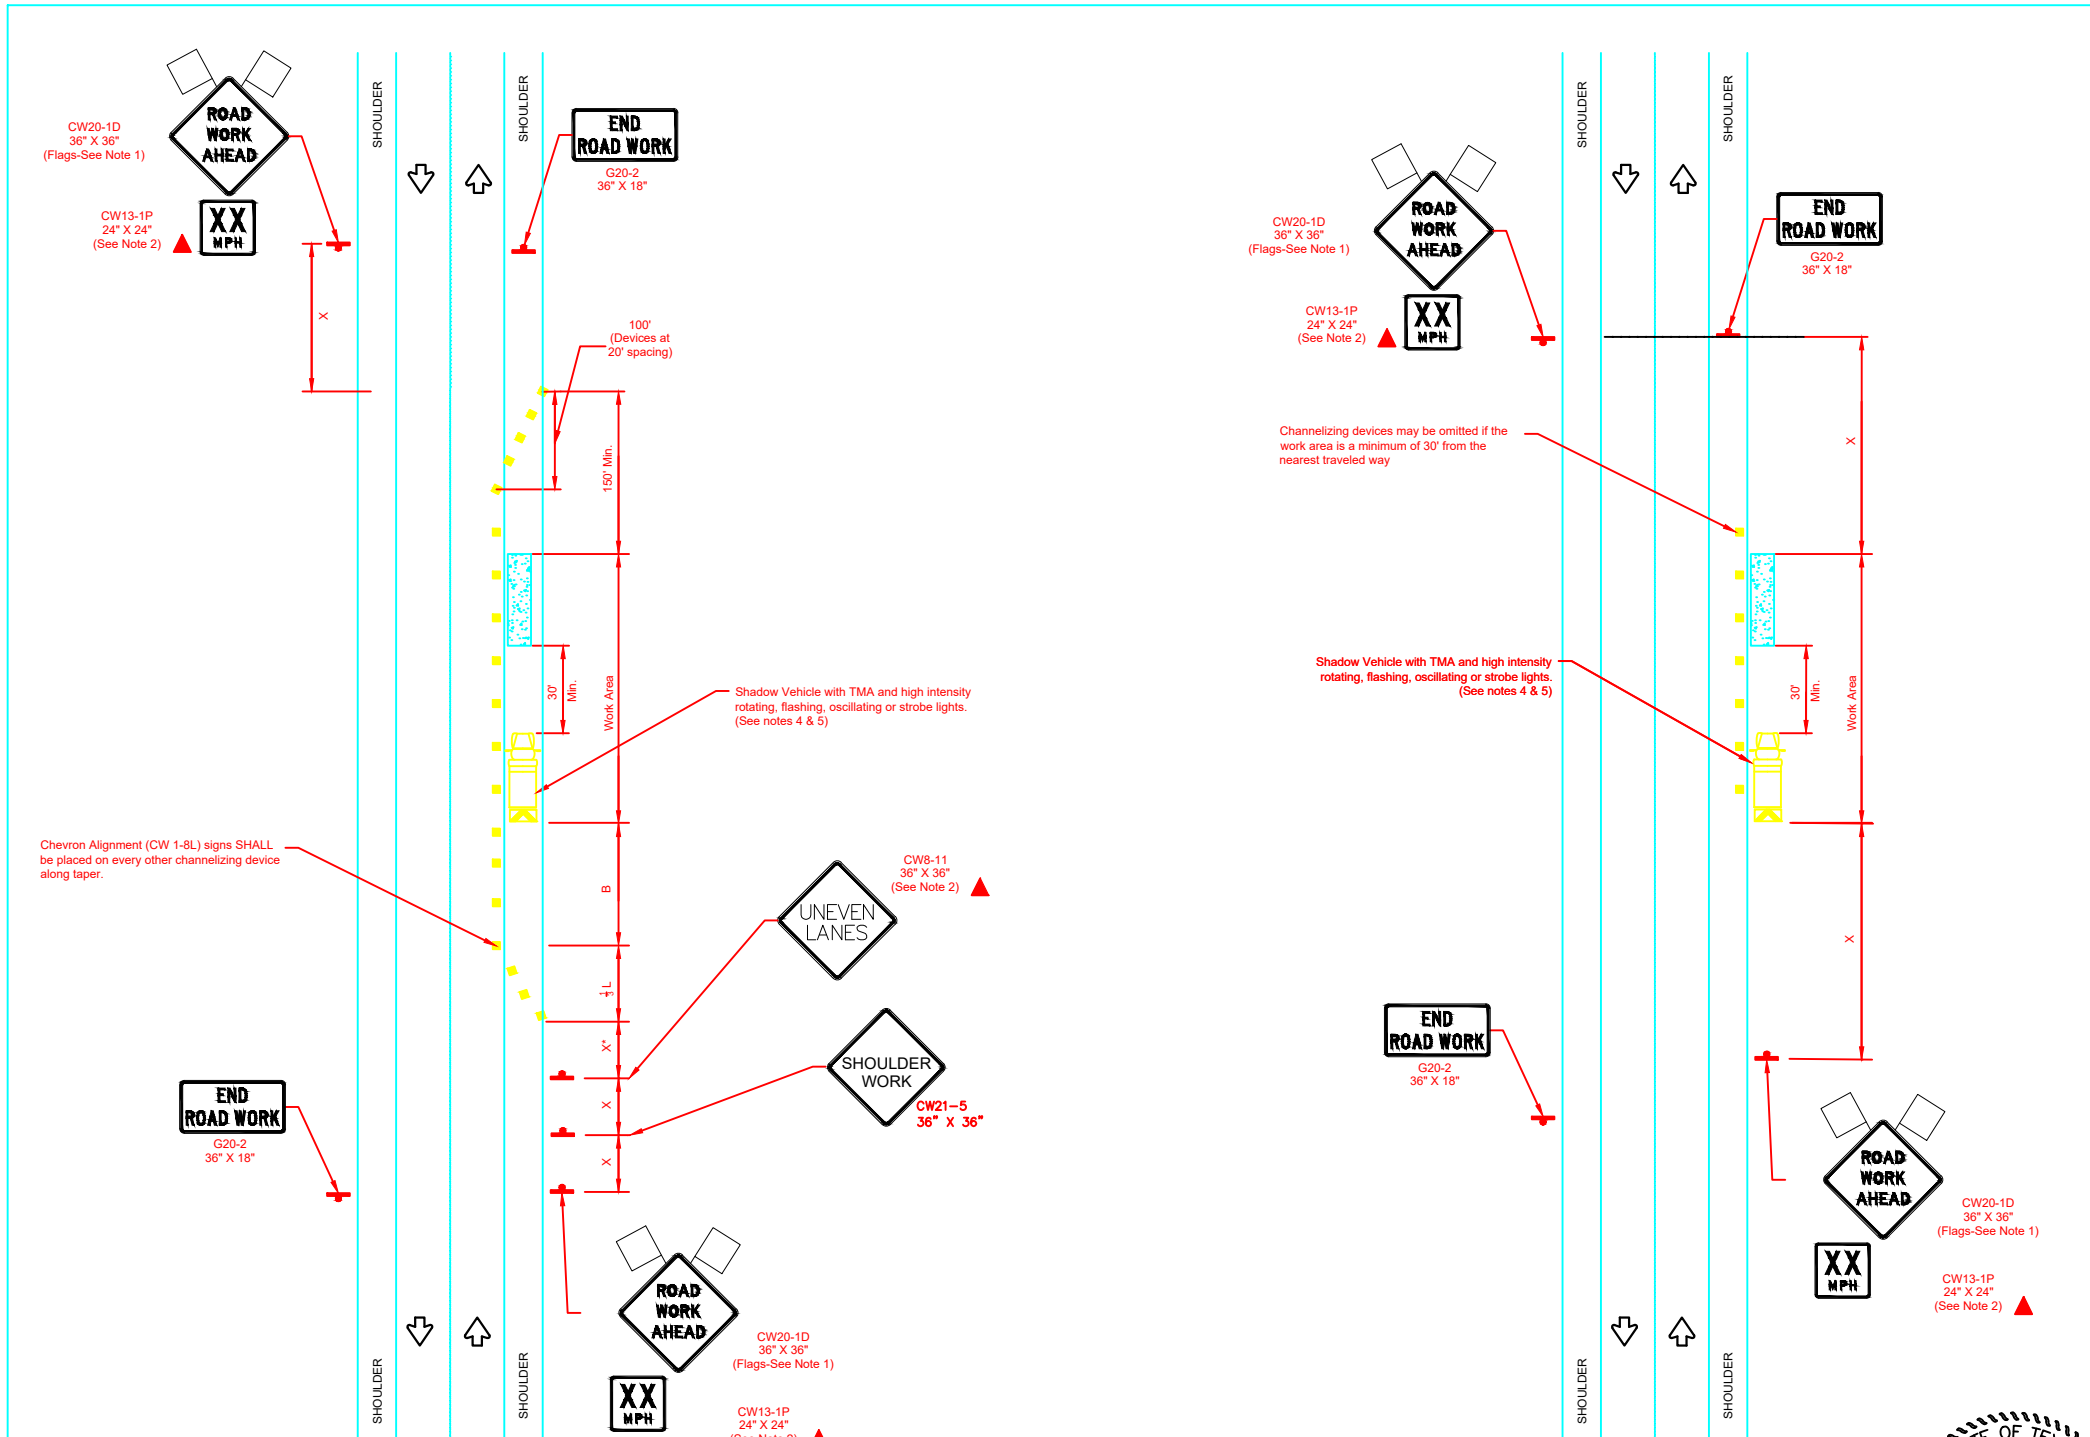 ROAD
WORK
AHEAD
CW20-1D
36" X 36"
(Flags-See Note 1)
XX
MPH
CW13-1P
24" X 24"
(See Note 2)
SHOULDER
SHOULDER
END
ROAD WORK
G20-2
36" X 18"
X
100'
(Devices at
20' spacing)
150' Min.
30'
Min.
Work Area
Shadow Vehicle with TMA and high intensity
rotating, flashing, oscillating or strobe lights.
(See notes 4 & 5)
Chevron Alignment (CW 1-8L) signs SHALL
be placed on every other channelizing device
along taper.
B
1/3 L
X*
X
X
UNEVEN
LANES
CW8-11
36" X 36"
(See Note 2)
SHOULDER
WORK
CW21-5
36" X 36"
END
ROAD WORK
G20-2
36" X 18"
ROAD
WORK
AHEAD
CW20-1D
36" X 36"
(Flags-See Note 1)
XX
MPH
CW13-1P
24" X 24"
(See Note 2)
SHOULDER
SHOULDER
SHOULDER
SHOULDER
ROAD
WORK
AHEAD
CW20-1D
36" X 36"
(Flags-See Note 1)
XX
MPH
CW13-1P
24" X 24"
(See Note 2)
END
ROAD WORK
G20-2
36" X 18"
X
Channelizing devices may be omitted if the
work area is a minimum of 30' from the
nearest traveled way
Shadow Vehicle with TMA and high intensity
rotating, flashing, oscillating or strobe lights.
(See notes 4 & 5)
30'
Min.
Work Area
X
END
ROAD WORK
G20-2
36" X 18"
ROAD
WORK
AHEAD
CW20-1D
36" X 36"
(Flags-See Note 1)
XX
MPH
CW13-1P
24" X 24"
(See Note 2)
SHOULDER
SHOULDER
OF